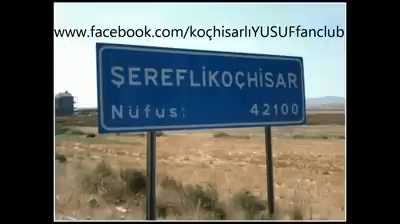 www.facebook.com/koçhisarlıYUSUFfanclub
ŞEREFLİKOÇHİSAR
Nüfus: 42100